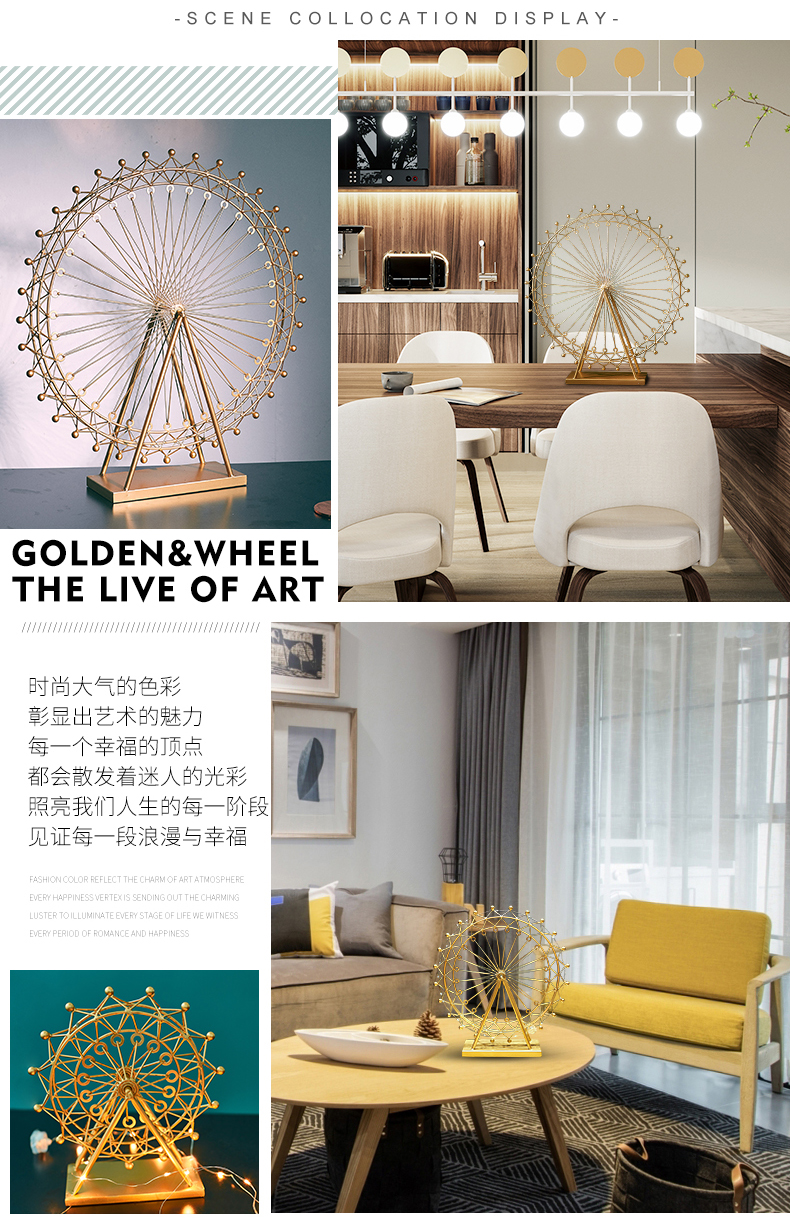 -SCENE COLLOCATION DISPLAY-
GOLDEN&WHEEL
THE LIVE OF ART
时尚大气的色彩
彰显出艺术的魅力
每一个幸福的顶点
都会散发着迷人的光彩
照亮我们人生的每一阶段
见证每一段浪漫与幸福
FASHION COLOR REFLECT THE CHARM OF ART ATMOSPHERE
EVERY HAPPINESS VERTEX IS SENDING OUT THE CHARMING
LUSTER TO ILLUMINATE EVERY STAGE OF LIFE WE WITNESS
EVERY PERIOD OF ROMANCE AND HAPPINESS